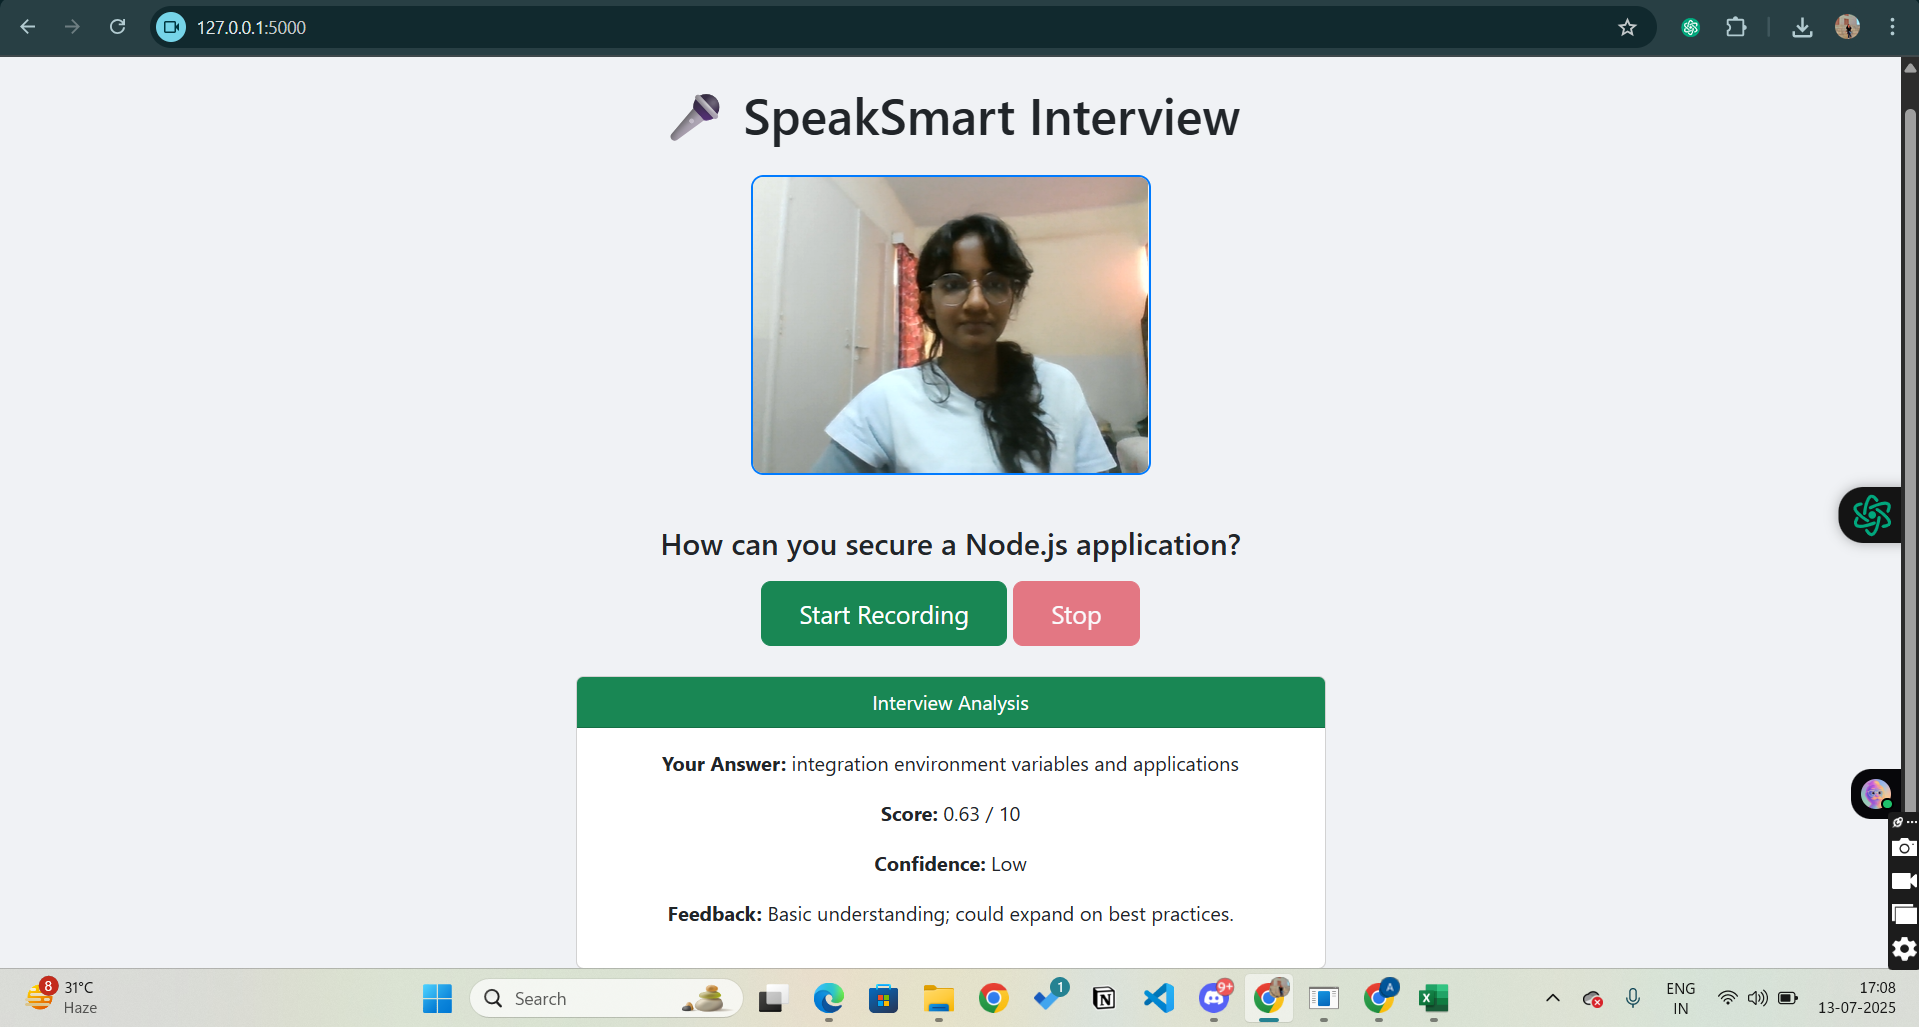 127.0.0.1:5000
SpeakSmart Interview
How can you secure a Node.js application?
Start Recording
Stop
Interview Analysis
Your Answer: integration environment variables and applications
Score: 0.63 / 10
Confidence: Low
Feedback: Basic understanding; could expand on best practices.
8
31°C
Haze
Search
1
9+
A
ENG
IN
17:08
13-07-2025